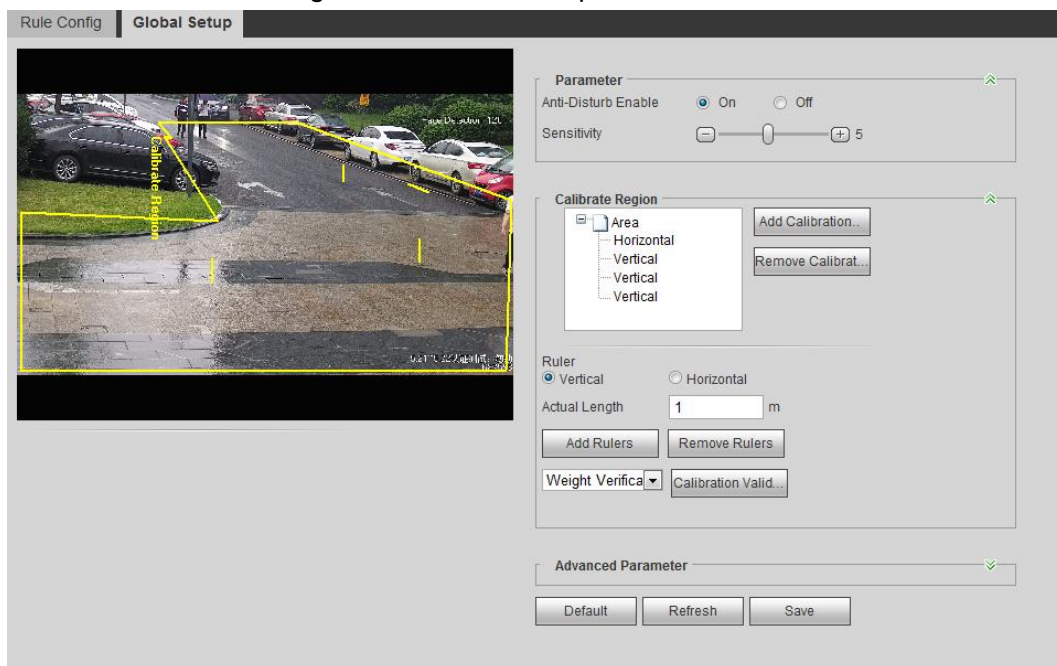 Rule Config Global Setup
Parameter
Anti-Disturb Enable On Off
Sensitivity 5
Calibrate Region
Calibrate Region
Area
Horizontal
Vertical
Vertical
Vertical
Add Calibration..
Remove Calibrat...
Ruler
Vertical Horizontal
Actual Length 1 m
Add Rulers Remove Rulers
Weight Verifica Calibration Valid...
Advanced Parameter
Default Refresh Save